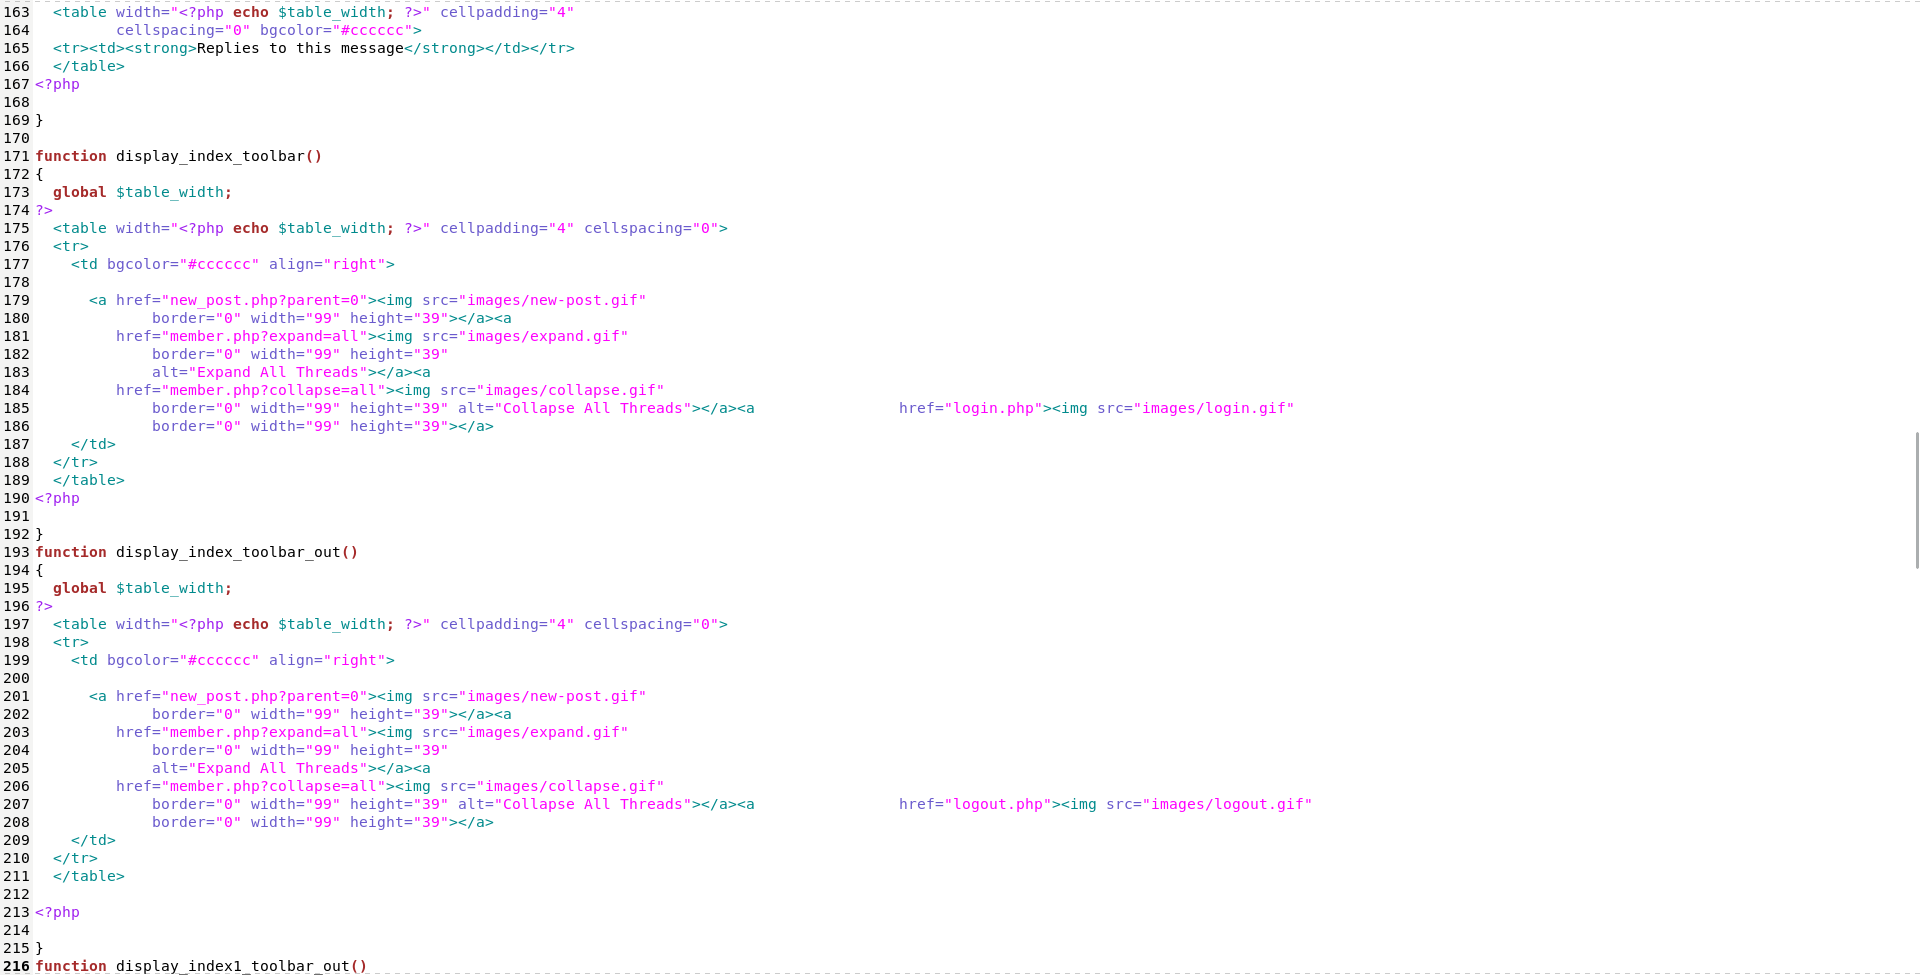 163   <table width="<?php echo $table_width; ?>" cellpadding="4"
164          cellspacing="0" bgcolor="#cccccc">
165   <tr><td><strong>Replies to this message</strong></td></tr>
166   </table>
167 <?php
168
169 }
170
171 function display_index_toolbar()
172 {
173   global $table_width;
174 ?>
175   <table width="<?php echo $table_width; ?>" cellpadding="4" cellspacing="0">
176   <tr>
177     <td bgcolor="#cccccc" align="right">
178
179       <a href="new_post.php?parent=0"><img src="images/new-post.gif"
180              border="0" width="99" height="39"></a><a
181          href="member.php?expand=all"><img src="images/expand.gif"
182              border="0" width="99" height="39"
183              alt="Expand All Threads"></a><a
184          href="member.php?collapse=all"><img src="images/collapse.gif"
185              border="0" width="99" height="39" alt="Collapse All Threads"></a><a                href="login.php"><img src="images/login.gif"
186              border="0" width="99" height="39"></a>
187     </td>
188   </tr>
189   </table>
190 <?php
191
192 }
193 function display_index_toolbar_out()
194 {
195   global $table_width;
196 ?>
197   <table width="<?php echo $table_width; ?>" cellpadding="4" cellspacing="0">
198   <tr>
199     <td bgcolor="#cccccc" align="right">
200
201       <a href="new_post.php?parent=0"><img src="images/new-post.gif"
202              border="0" width="99" height="39"></a><a
203          href="member.php?expand=all"><img src="images/expand.gif"
204              border="0" width="99" height="39"
205              alt="Expand All Threads"></a><a
206          href="member.php?collapse=all"><img src="images/collapse.gif"
207              border="0" width="99" height="39" alt="Collapse All Threads"></a><a                href="logout.php"><img src="images/logout.gif"
208              border="0" width="99" height="39"></a>
209     </td>
210   </tr>
211   </table>
212
213 <?php
214
215 }
216 function display_index1_toolbar_out()